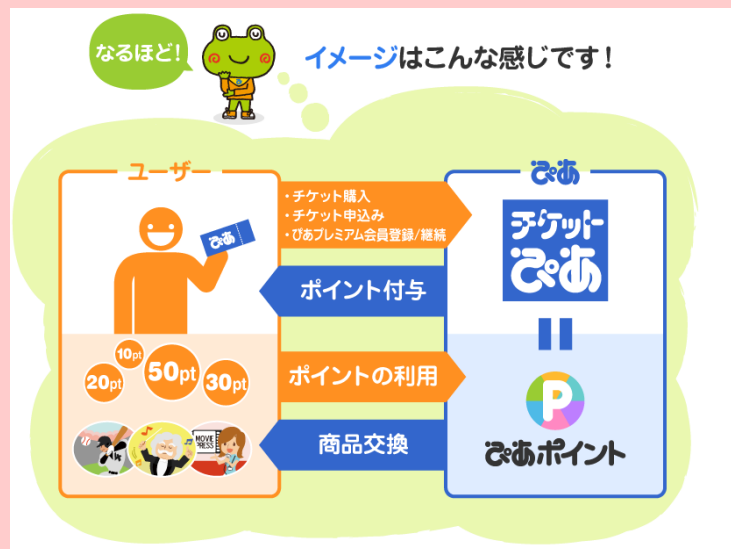 なるほど!
イメージはこんな感じです!
ユーザー
ぴあ
・チケット購入
・チケット申込み
・ぴあプレミアム会員登録/継続
ぴあ
チケット
ぴあ
ポイント付与
10pt
20pt
50pt
30pt
ポイントの利用
P
MOVIE
PRESS
商品交換
ぴあポイント